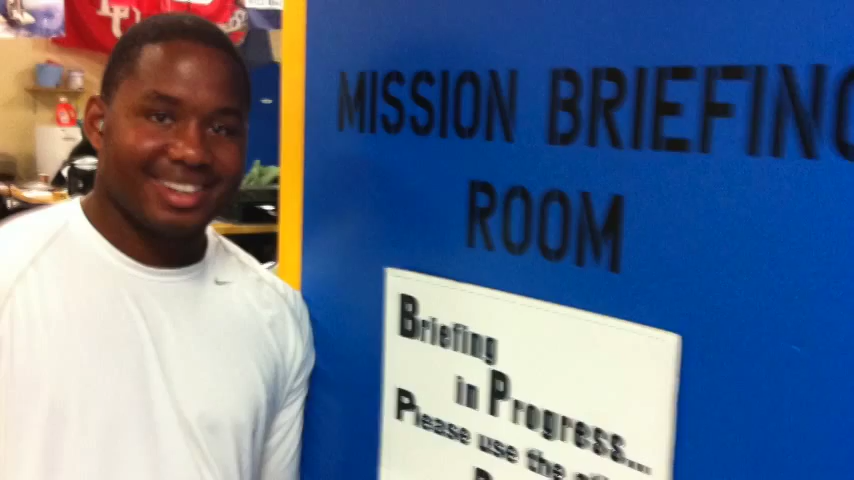 MISSION BRIEFING
ROOM
Briefing
in Progress...
Please use the